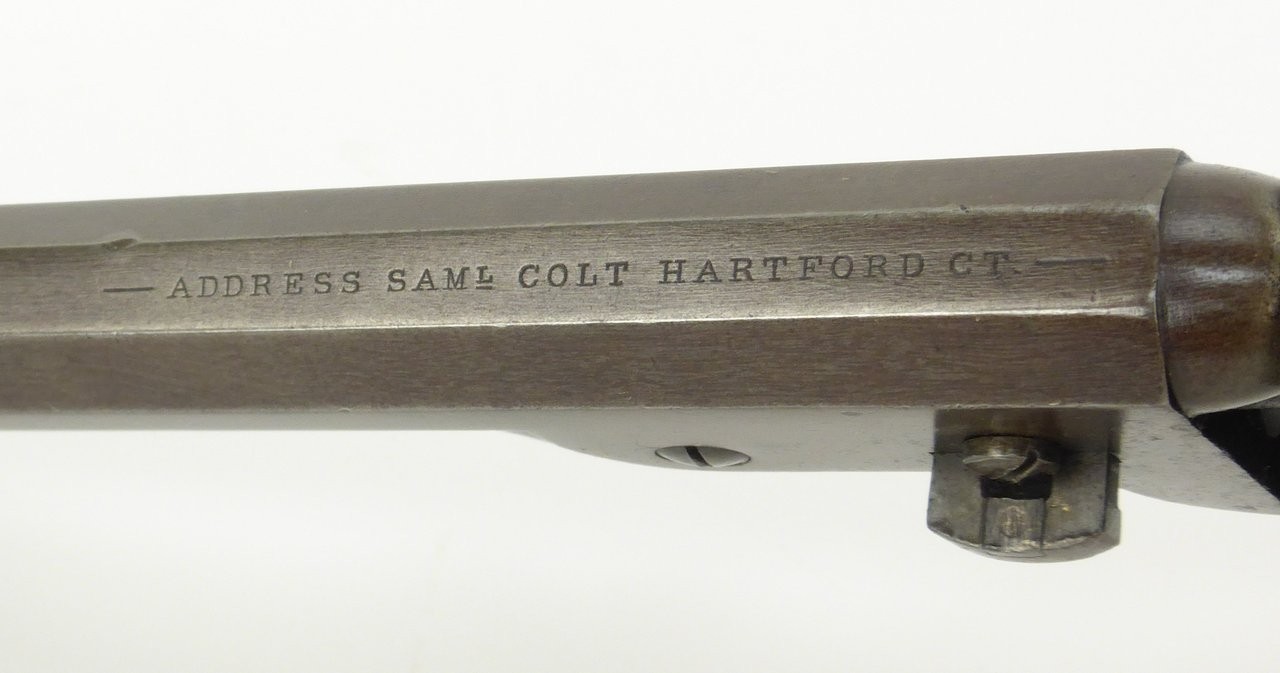 — ADDRESS SAMˡ COLT HARTFORD CT. —